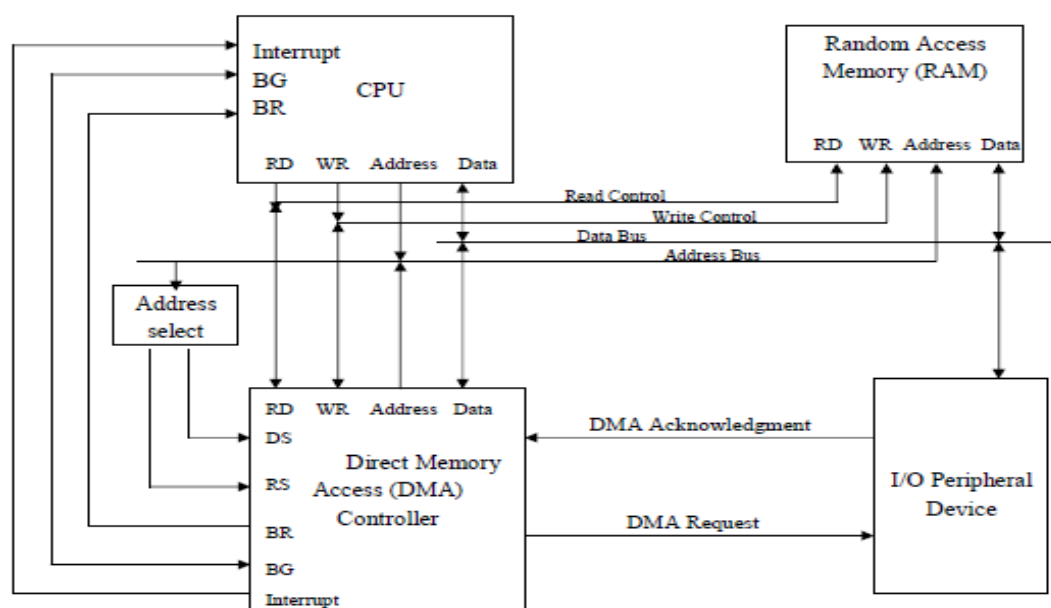 Interrupt
BG
CPU
BR
RD WR Address Data
Random Access
Memory (RAM)
RD WR Address Data
Read Control
Write Control
Data Bus
Address Bus
Address
select
RD WR Address Data
DS
RS
BR
BG
Interrupt
Direct Memory
Access (DMA)
Controller
DMA Acknowledgment
DMA Request
I/O Peripheral
Device